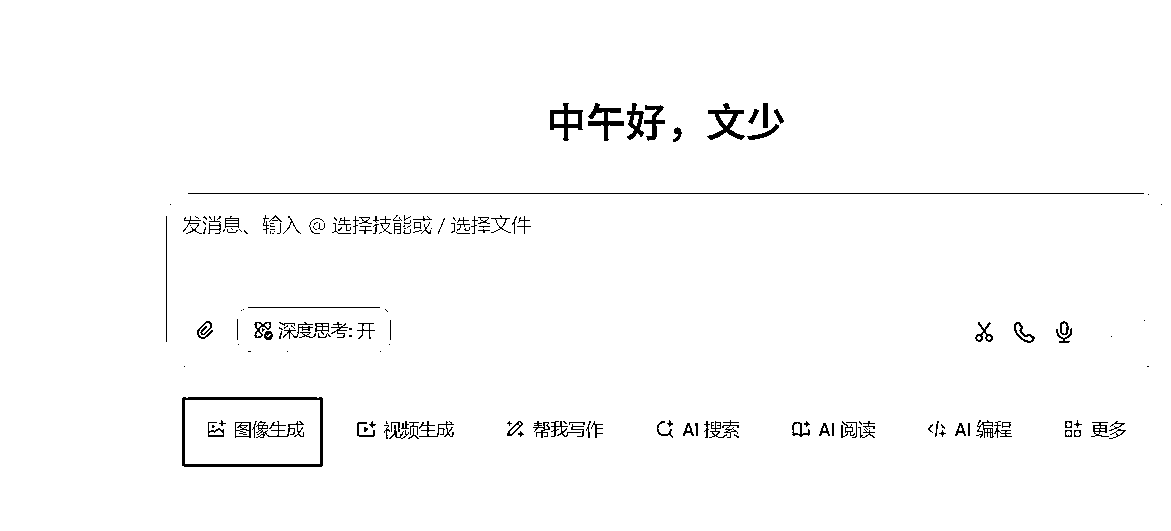 中午好，文少
发消息、输入 @ 选择技能或 / 选择文件
深度思考: 开
图像生成 视频生成 帮我写作 AI 搜索 AI 阅读 AI 编程 更多